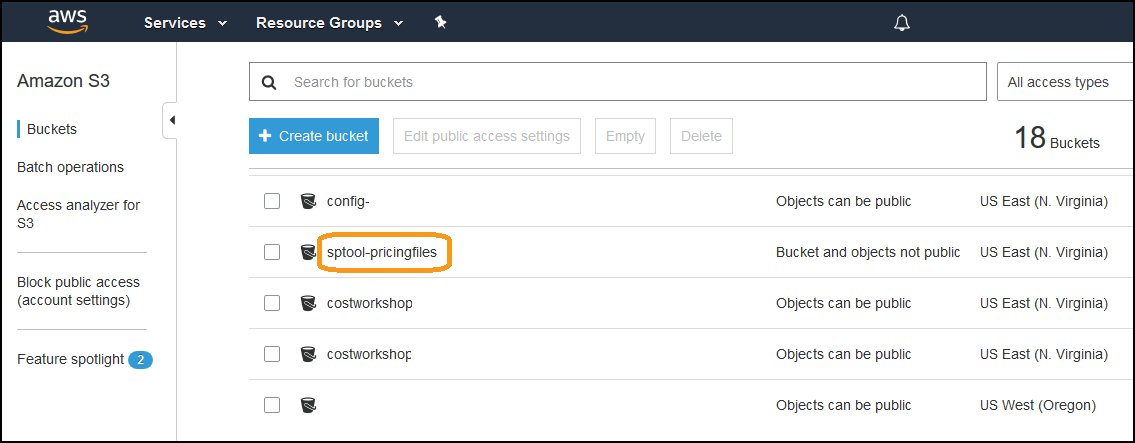 aws Services Resource Groups
Amazon S3
Buckets
Batch operations
Access analyzer for
S3
Block public access
(account settings)
Feature spotlight 2
Search for buckets All access types
+ Create bucket Edit public access settings Empty Delete 18 Buckets
config- Objects can be public US East (N. Virginia)
sptool-pricingfiles Bucket and objects not public US East (N. Virginia)
costworkshop Objects can be public US East (N. Virginia)
costworkshop Objects can be public US East (N. Virginia)
Objects can be public US West (Oregon)